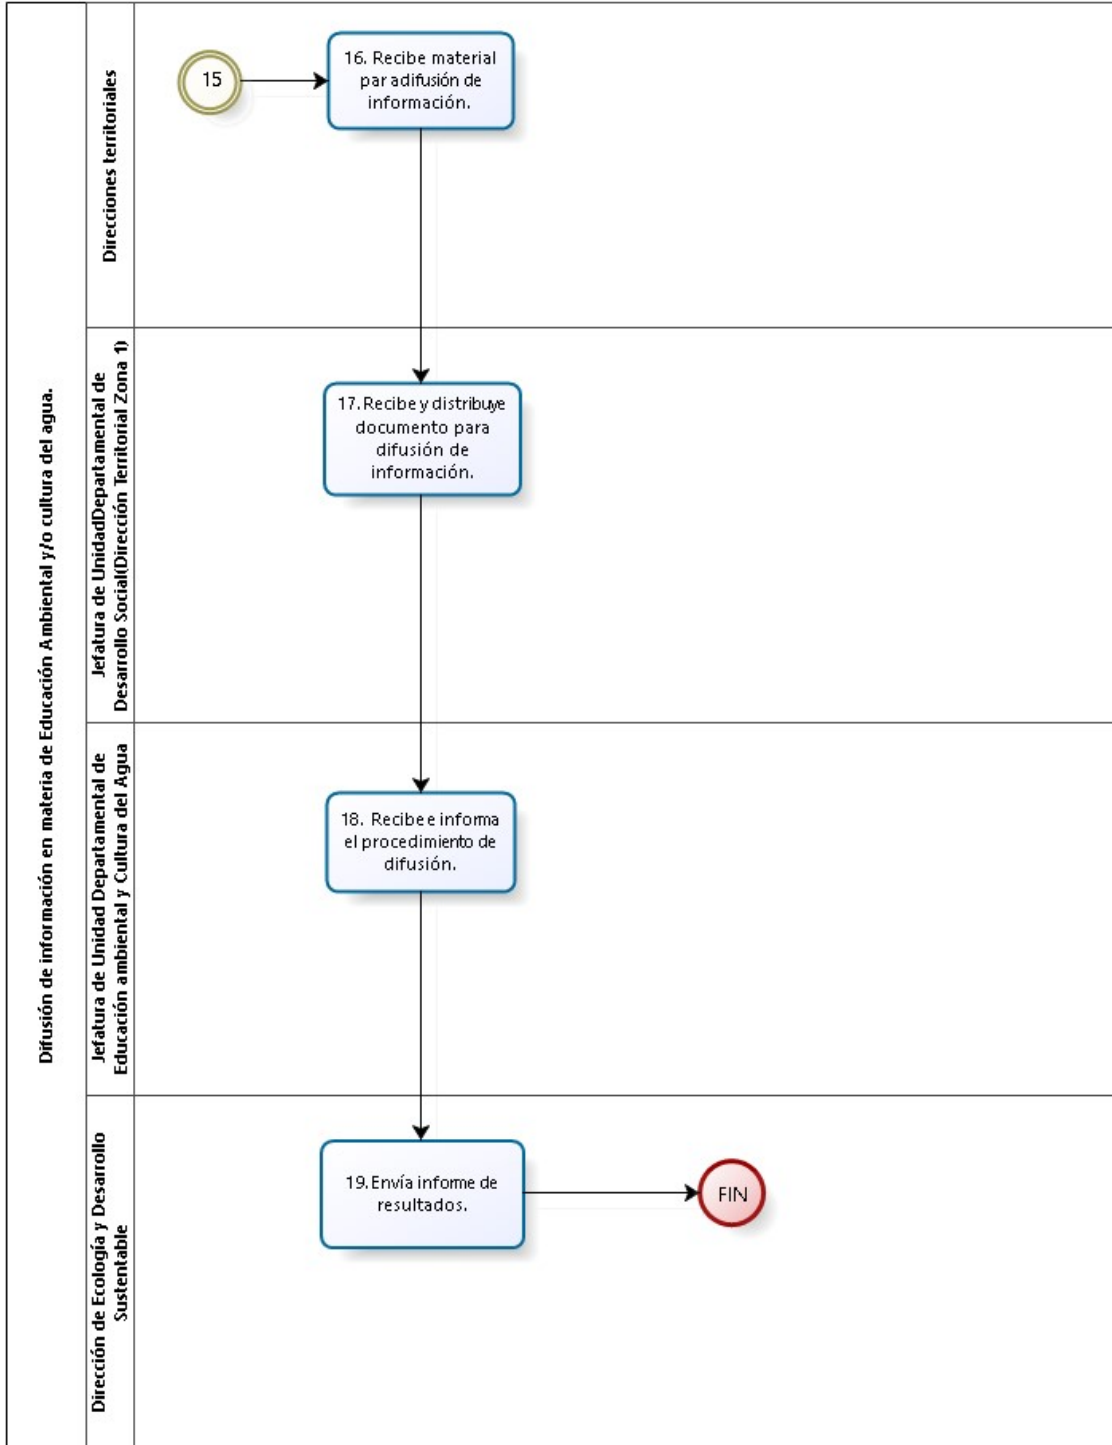 Difusión de información en materia de Educación Ambiental y/o cultura del agua.
Direcciones territoriales
15
16. Recibe material
par adifusión de
información.
Jefatura de UnidadDepartamental de
Desarrollo Social(Dirección Territorial Zona 1)
17. Recibe y distribuye
documento para
difusión de
información.
Jefatura de Unidad Departamental de
Educación ambiental y Cultura del Agua
18. Recibe e informa
el procedimiento de
difusión.
Dirección de Ecología y Desarrollo
Sustentable
19. Envía informe de
resultados.
FIN